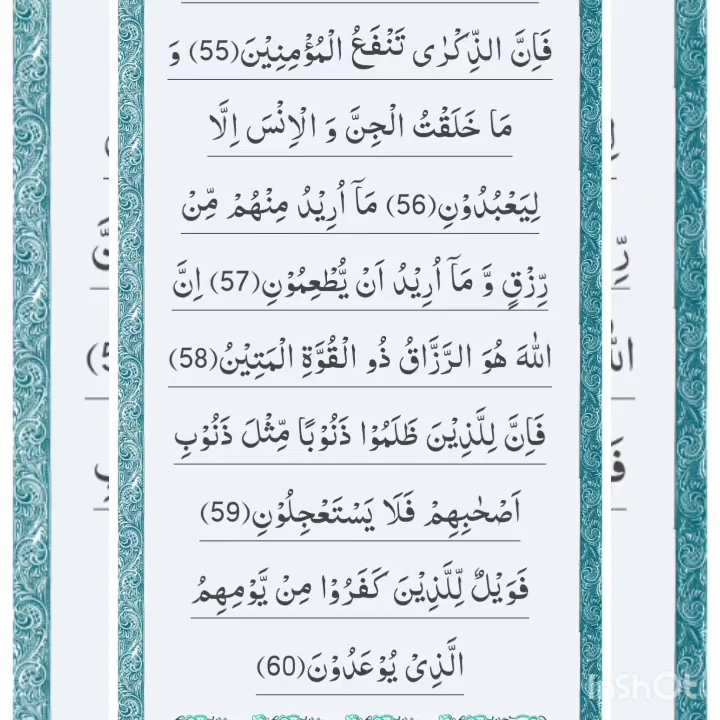 فَاِنَّ الذِّكْرٰى تَنْفَعُ الْمُؤْمِنِیْنَ(55) وَ
مَا خَلَقْتُ الْجِنَّ وَ الْاِنْسَ اِلَّا
لِیَعْبُدُوْنِ(56) مَاۤ اُرِیْدُ مِنْهُمْ مِّنْ
رِّزْقٍ وَّ مَاۤ اُرِیْدُ اَنْ یُّطْعِمُوْنِ(57) اِنَّ
اللّٰهَ هُوَ الرَّزَّاقُ ذُو الْقُوَّةِ الْمَتِیْنُ(58)
فَاِنَّ لِلَّذِیْنَ ظَلَمُوْا ذَنُوْبًا مِّثْلَ ذَنُوْبِ
اَصْحٰبِهِمْ فَلَا یَسْتَعْجِلُوْنِ(59)
فَوَیْلٌ لِّلَّذِیْنَ كَفَرُوْا مِنْ یَّوْمِهِمُ
الَّذِیْ یُوْعَدُوْنَ(60)
InShOt